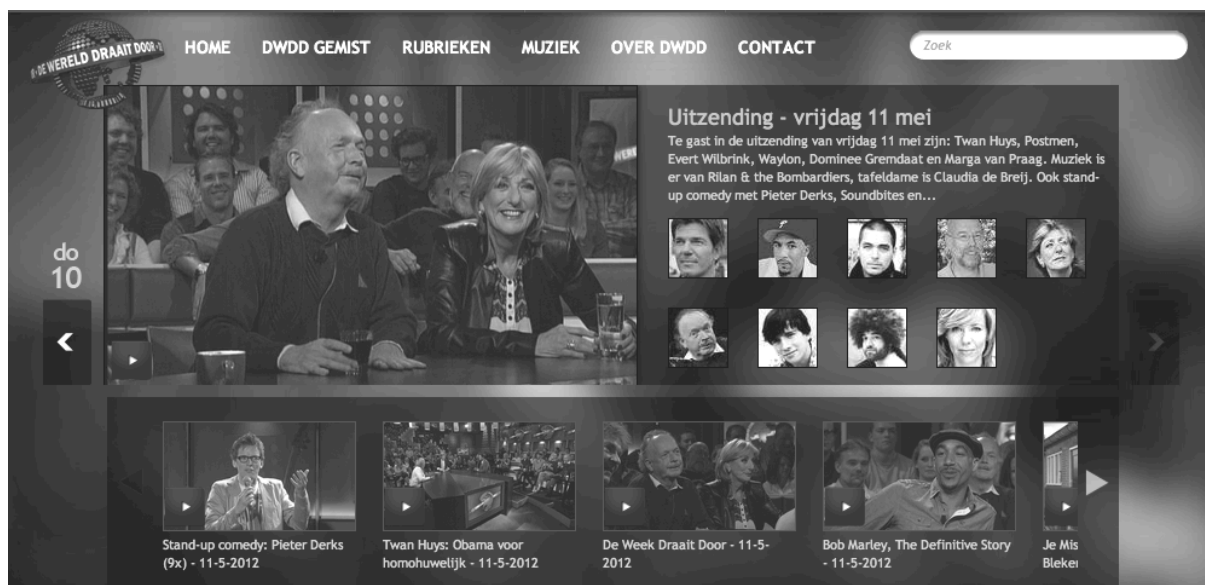 DE WERELD DRAAIT DOOR
HOME DWDD GEMIST RUBRIEKEN MUZIEK OVER DWDD CONTACT
Zoek
Uitzending - vrijdag 11 mei
Te gast in de uitzending van vrijdag 11 mei zijn: Twan Huys, Postmen,
Evert Wilbrink, Waylon, Dominee Gremdaat en Marga van Praag. Muziek is
er van Rilan & the Bombardiers, tafeldame is Claudia de Breij. Ook stand-
up comedy met Pieter Derks, Soundbites en...
do
10
Stand-up comedy: Pieter Derks
(9x) - 11-5-2012
Twan Huys: Obama voor
homohuwelijk - 11-5-2012
De Week Draait Door - 11-5-
2012
Bob Marley, The Definitive Story
- 11-5-2012
Je Mis
Bleker